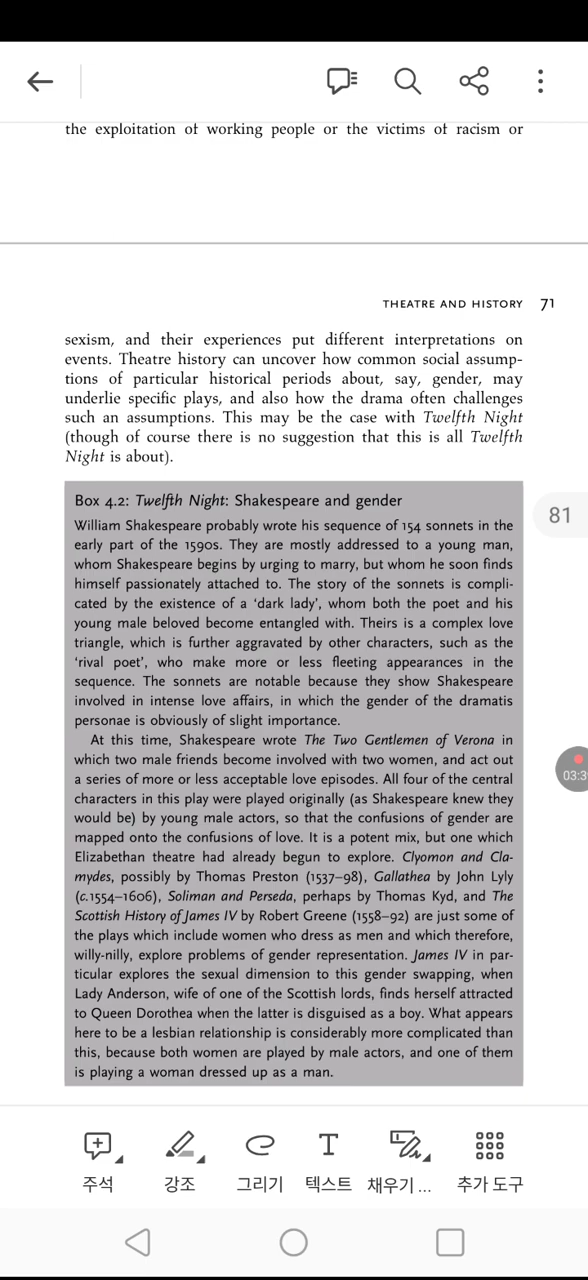 the exploitation of working people or the victims of racism or
THEATRE AND HISTORY 71
sexism, and their experiences put different interpretations on
events. Theatre history can uncover how common social assump-
tions of particular historical periods about, say, gender, may
underlie specific plays, and also how the drama often challenges
such an assumptions. This may be the case with Twelfth Night
(though of course there is no suggestion that this is all Twelfth
Night is about).
Box 4.2: Twelfth Night: Shakespeare and gender
81
William Shakespeare probably wrote his sequence of 154 sonnets in the
early part of the 1590s. They are mostly addressed to a young man,
whom Shakespeare begins by urging to marry, but whom he soon finds
himself passionately attached to. The story of the sonnets is compli-
cated by the existence of a ‘dark lady’, whom both the poet and his
young male beloved become entangled with. Theirs is a complex love
triangle, which is further aggravated by other characters, such as the
‘rival poet’, who make more or less fleeting appearances in the
sequence. The sonnets are notable because they show Shakespeare
involved in intense love affairs, in which the gender of the dramatis
personae is obviously of slight importance.
At this time, Shakespeare wrote The Two Gentlemen of Verona in
which two male friends become involved with two women, and act out
a series of more or less acceptable love episodes. All four of the central
characters in this play were played originally (as Shakespeare knew they
would be) by young male actors, so that the confusions of gender are
mapped onto the confusions of love. It is a potent mix, but one which
Elizabethan theatre had already begun to explore. Clyomon and Cla-
mydes, possibly by Thomas Preston (1537–98), Gallathea by John Lyly
(c.1554–1606), Soliman and Perseda, perhaps by Thomas Kyd, and The
Scottish History of James IV by Robert Greene (1558–92) are just some of
the plays which include women who dress as men and which therefore,
willy-nilly, explore problems of gender representation. James IV in par-
ticular explores the sexual dimension to this gender swapping, when
Lady Anderson, wife of one of the Scottish lords, finds herself attracted
to Queen Dorothea when the latter is disguised as a boy. What appears
here to be a lesbian relationship is considerably more complicated than
this, because both women are played by male actors, and one of them
is playing a woman dressed up as a man.
주석 강조 그리기 텍스트 채우기 ... 추가 도구